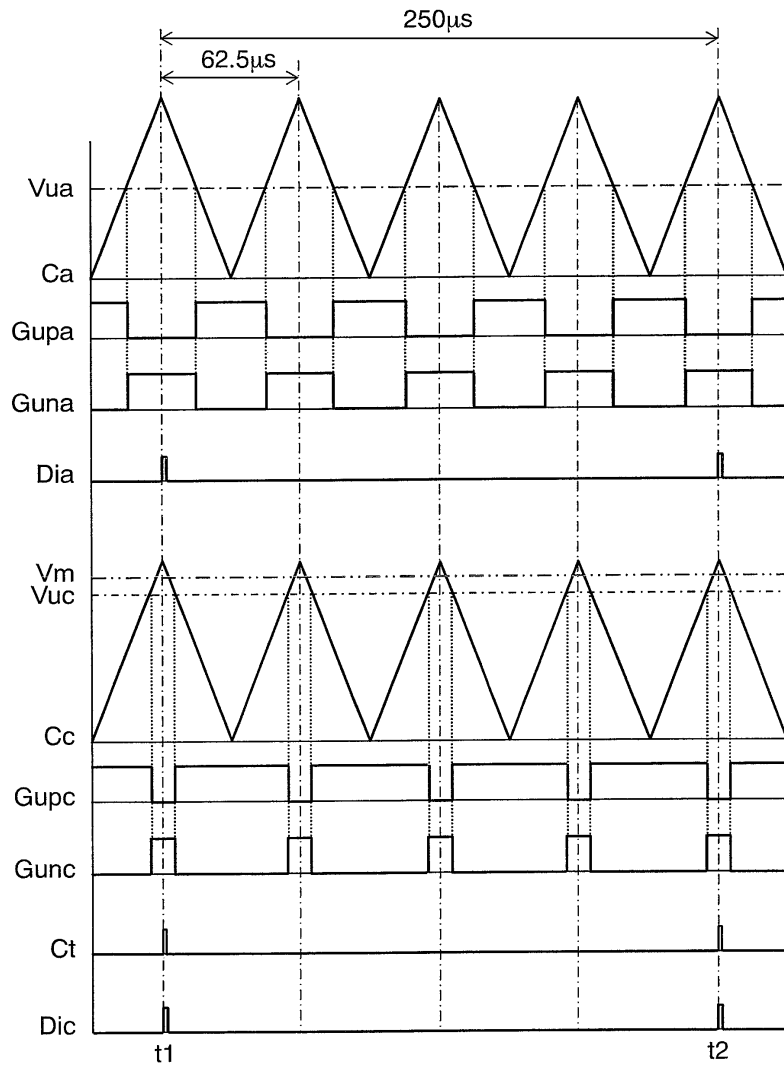 250μs
62.5μs
Vua
Ca
Gupa
Guna
Dia
Vm
Vuc
Cc
Gupc
Gunc
Ct
Dic
t1 t2